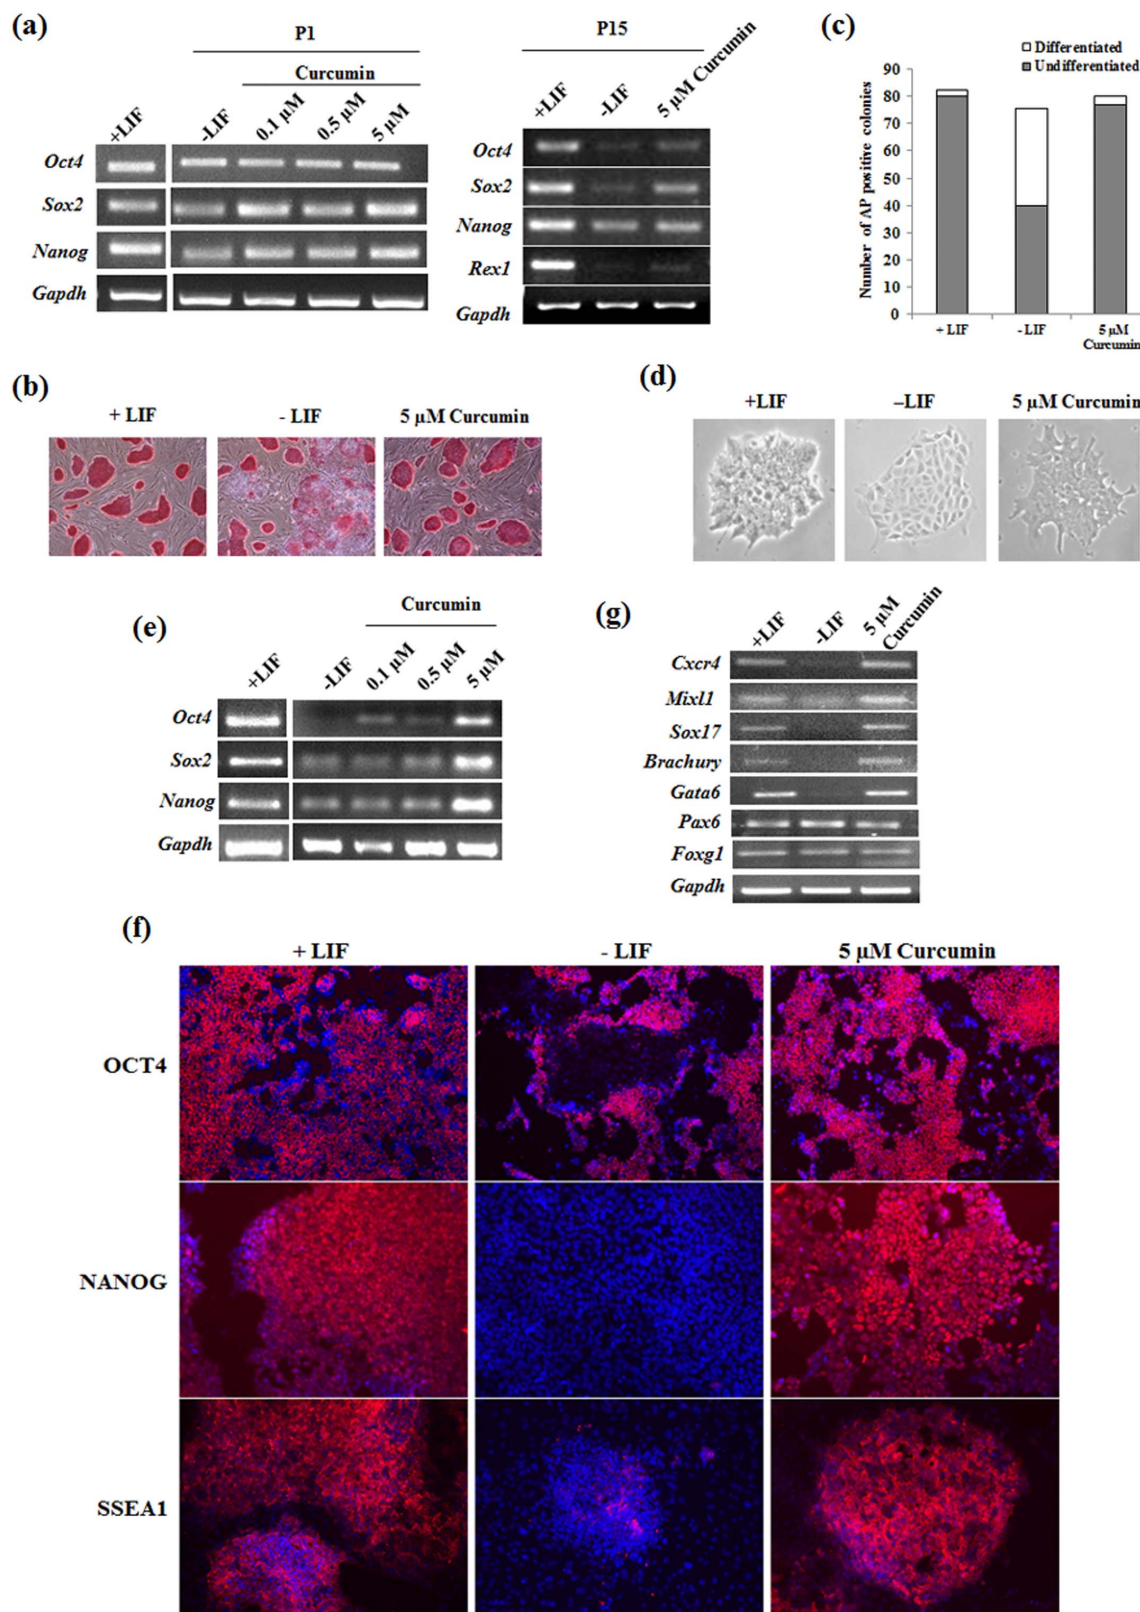 (a)
P1
Curcumin
+LIF
-LIF
0.1 µM
0.5 µM
5 µM
Oct4
Sox2
Nanog
Gapdh
P15
+LIF
-LIF
5 µM Curcumin
Oct4
Sox2
Nanog
Rex1
Gapdh
(c)
Differentiated
Undifferentiated
Number of AP positive colonies
90
80
70
60
50
40
30
20
10
0
+ LIF
- LIF
5 µM
Curcumin
(b)
+ LIF
- LIF
5 µM Curcumin
(d)
+LIF
–LIF
5 µM Curcumin
(e)
Curcumin
+LIF
-LIF
0.1 µM
0.5 µM
5 µM
Oct4
Sox2
Nanog
Gapdh
(g)
+LIF
-LIF
5 µM
Curcumin
Cxcr4
Mixl1
Sox17
Brachury
Gata6
Pax6
Foxg1
Gapdh
(f)
+ LIF
- LIF
5 µM Curcumin
OCT4
NANOG
SSEA1